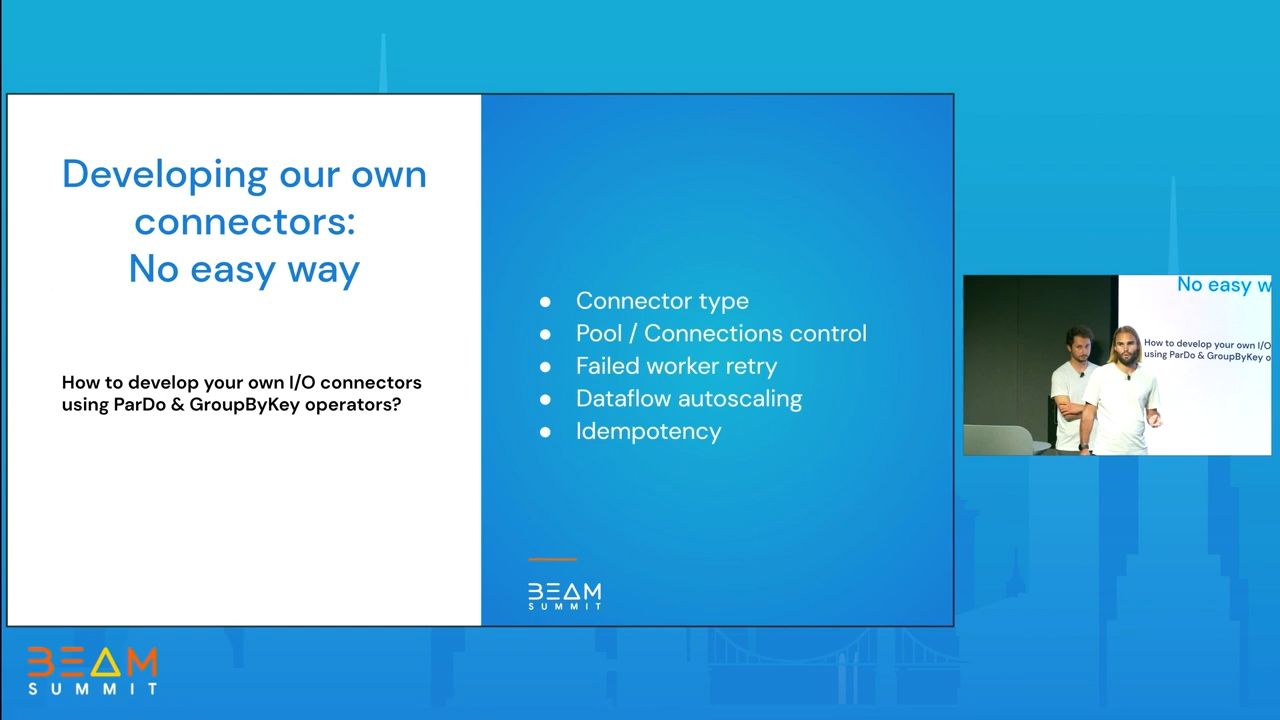 Developing our own
connectors:
No easy way
How to develop your own I/O connectors
using ParDo & GroupByKey operators?
● Connector type
● Pool / Connections control
● Failed worker retry
● Dataflow autoscaling
● Idempotency
BEAM
SUMMIT
No easy w
How to develop your own I/O
using ParDo & GroupByKey o
BEAM
SUMMIT